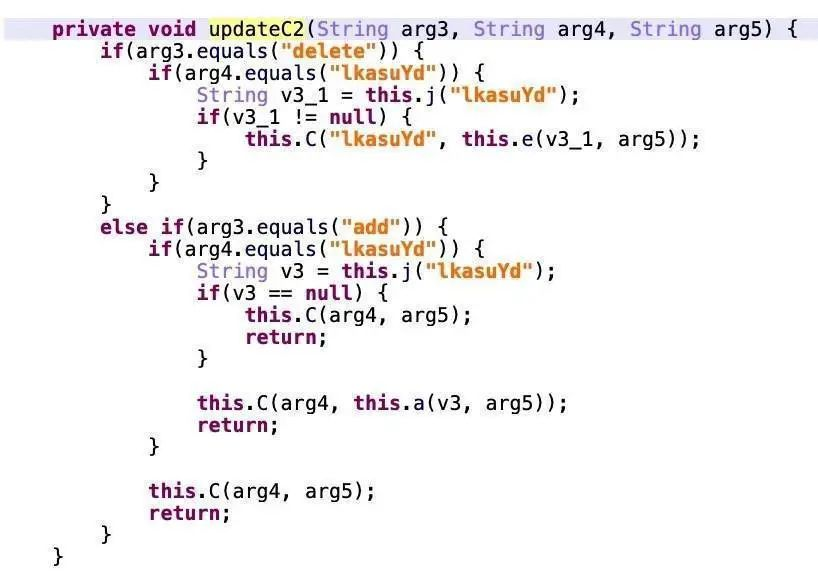 private void updateC2(String arg3, String arg4, String arg5) {
if(arg3.equals("delete")) {
if(arg4.equals("lkasuYd")) {
String v3_1 = this.j("lkasuYd");
if(v3_1 != null) {
this.C("lkasuYd", this.e(v3_1, arg5));
}
}
}
else if(arg3.equals("add")) {
if(arg4.equals("lkasuYd")) {
String v3 = this.j("lkasuYd");
if(v3 == null) {
this.C(arg4, arg5);
return;
}
this.C(arg4, this.a(v3, arg5));
return;
}
this.C(arg4, arg5);
return;
}
}